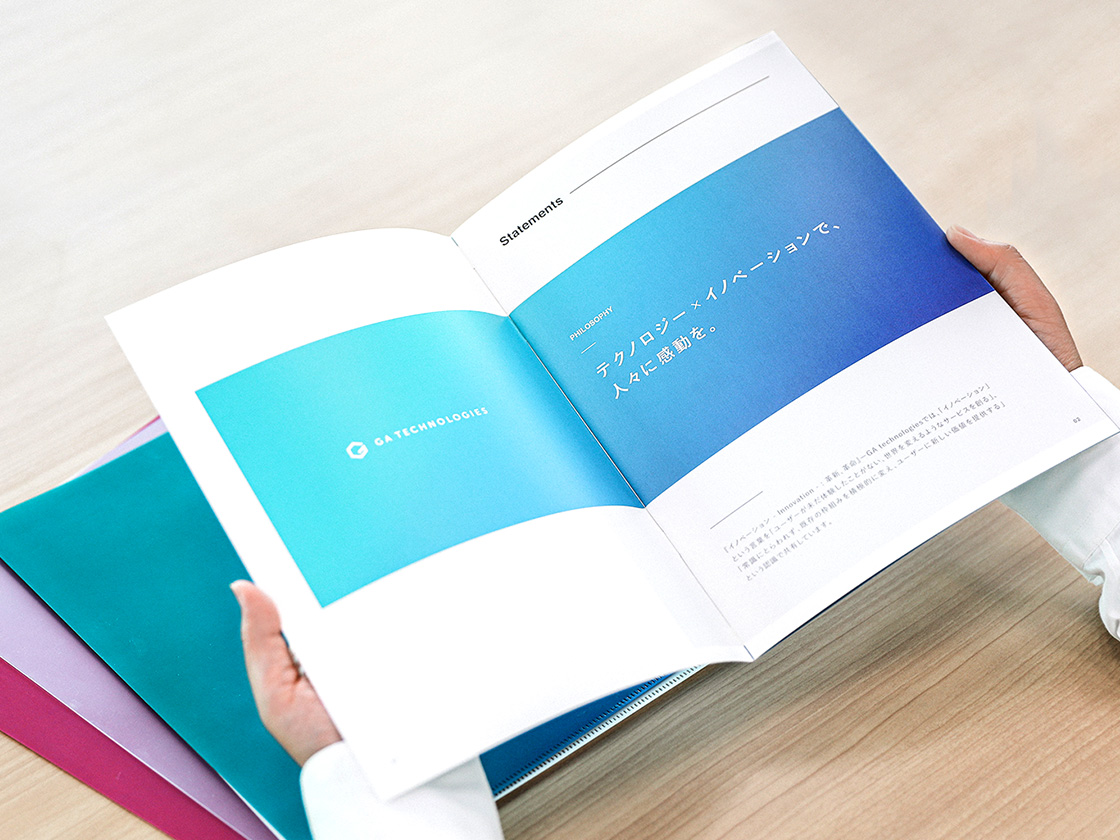 GA TECHNOLOGIES
Statements
PHILOSOPHY
テクノロジー × イノベーションで、
人々に感動を。
「イノベーション - Innovation -｜革新、革命」—GA technologiesでは、「イノベーション」
という言葉を「ユーザーが未だ体験したことがない、世界を変えるようなサービスを創る」、
「常識にとらわれず、既存の枠組みを積極的に変え、ユーザーに新しい価値を提供する」
という認識で共有しています。
02